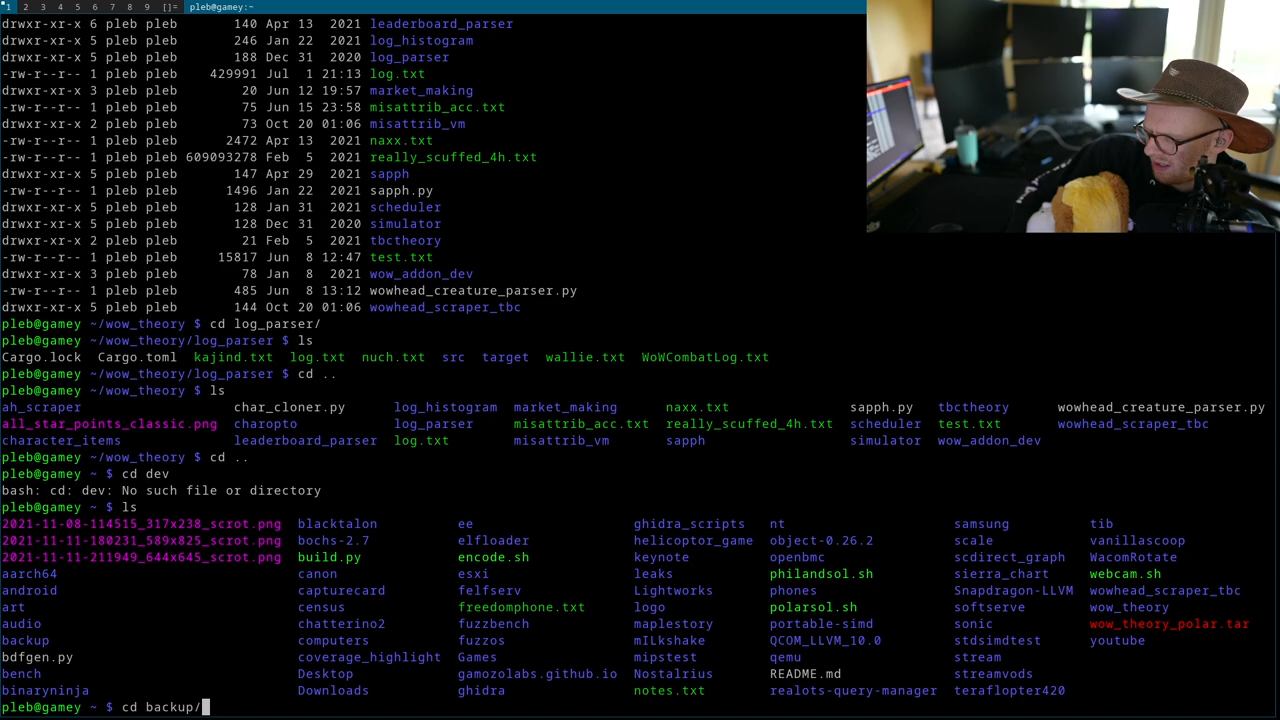 1 2 3 4 5 6 7 8 9 []= pleb@gamey:~
drwxr-xr-x 6 pleb pleb 140 Apr 13 2021 leaderboard_parser
drwxr-xr-x 5 pleb pleb 246 Jan 22 2021 log_histogram
drwxr-xr-x 5 pleb pleb 188 Dec 31 2020 log_parser
-rw-r--r-- 1 pleb pleb 429991 Jul 1 21:13 log.txt
drwxr-xr-x 3 pleb pleb 20 Jun 12 19:57 market_making
-rw-r--r-- 1 pleb pleb 75 Jun 15 23:58 misattrib_acc.txt
drwxr-xr-x 2 pleb pleb 73 Oct 20 01:06 misattrib_vm
-rw-r--r-- 1 pleb pleb 2472 Apr 13 2021 naxx.txt
-rw-r--r-- 1 pleb pleb 609093278 Feb 5 2021 really_scuffed_4h.txt
drwxr-xr-x 5 pleb pleb 147 Apr 29 2021 sapph
-rw-r--r-- 1 pleb pleb 1496 Jan 22 2021 sapph.py
drwxr-xr-x 5 pleb pleb 128 Jan 31 2021 scheduler
drwxr-xr-x 5 pleb pleb 128 Dec 31 2020 simulator
drwxr-xr-x 2 pleb pleb 21 Feb 5 2021 tbctheory
-rw-r--r-- 1 pleb pleb 15817 Jun 8 12:47 test.txt
drwxr-xr-x 3 pleb pleb 78 Jan 8 2021 wow_addon_dev
-rw-r--r-- 1 pleb pleb 485 Jun 8 13:12 wowhead_creature_parser.py
drwxr-xr-x 5 pleb pleb 144 Oct 20 01:06 wowhead_scraper_tbc
pleb@gamey ~/wow_theory $ cd log_parser/
pleb@gamey ~/wow_theory/log_parser $ ls
Cargo.lock Cargo.toml kajind.txt log.txt nuch.txt src target wallie.txt WoWCombatLog.txt
pleb@gamey ~/wow_theory/log_parser $ cd ..
pleb@gamey ~/wow_theory $ ls
ah_scraper char_cloner.py log_histogram market_making naxx.txt sapph.py tbctheory wowhead_creature_parser.py
all_star_points_classic.png charopto log_parser misattrib_acc.txt really_scuffed_4h.txt scheduler test.txt wowhead_scraper_tbc
character_items leaderboard_parser log.txt misattrib_vm sapph simulator wow_addon_dev
pleb@gamey ~/wow_theory $ cd ..
pleb@gamey ~ $ cd dev
bash: cd: dev: No such file or directory
pleb@gamey ~ $ ls
2021-11-08-114515_317x238_scrot.png blacktalon ee ghidra_scripts nt samsung tib
2021-11-11-180231_589x825_scrot.png bochs-2.7 elfloader helicoptor_game object-0.26.2 scale vanillascoop
2021-11-11-211949_644x645_scrot.png build.py encode.sh keynote openbmc scdirect_graph WacomRotate
aarch64 canon esxi leaks philandsol.sh sierra_chart webcam.sh
android capturecard felfserv Lightworks phones Snapdragon-LLVM wowhead_scraper_tbc
art census freedomphone.txt logo polarsol.sh softserve wow_theory
audio chatterino2 fuzzbench maplestory portable-simd sonic wow_theory_polar.tar
backup computers fuzzos mILkshake QCOM_LLVM_10.0 stdsimdtest youtube
bdfgen.py coverage_highlight Games mipstest qemu stream
bench Desktop gamozolabs.github.io Nostalrius README.md streamvods
binaryninja Downloads ghidra notes.txt realots-query-manager teraflopter420
pleb@gamey ~ $ cd backup/